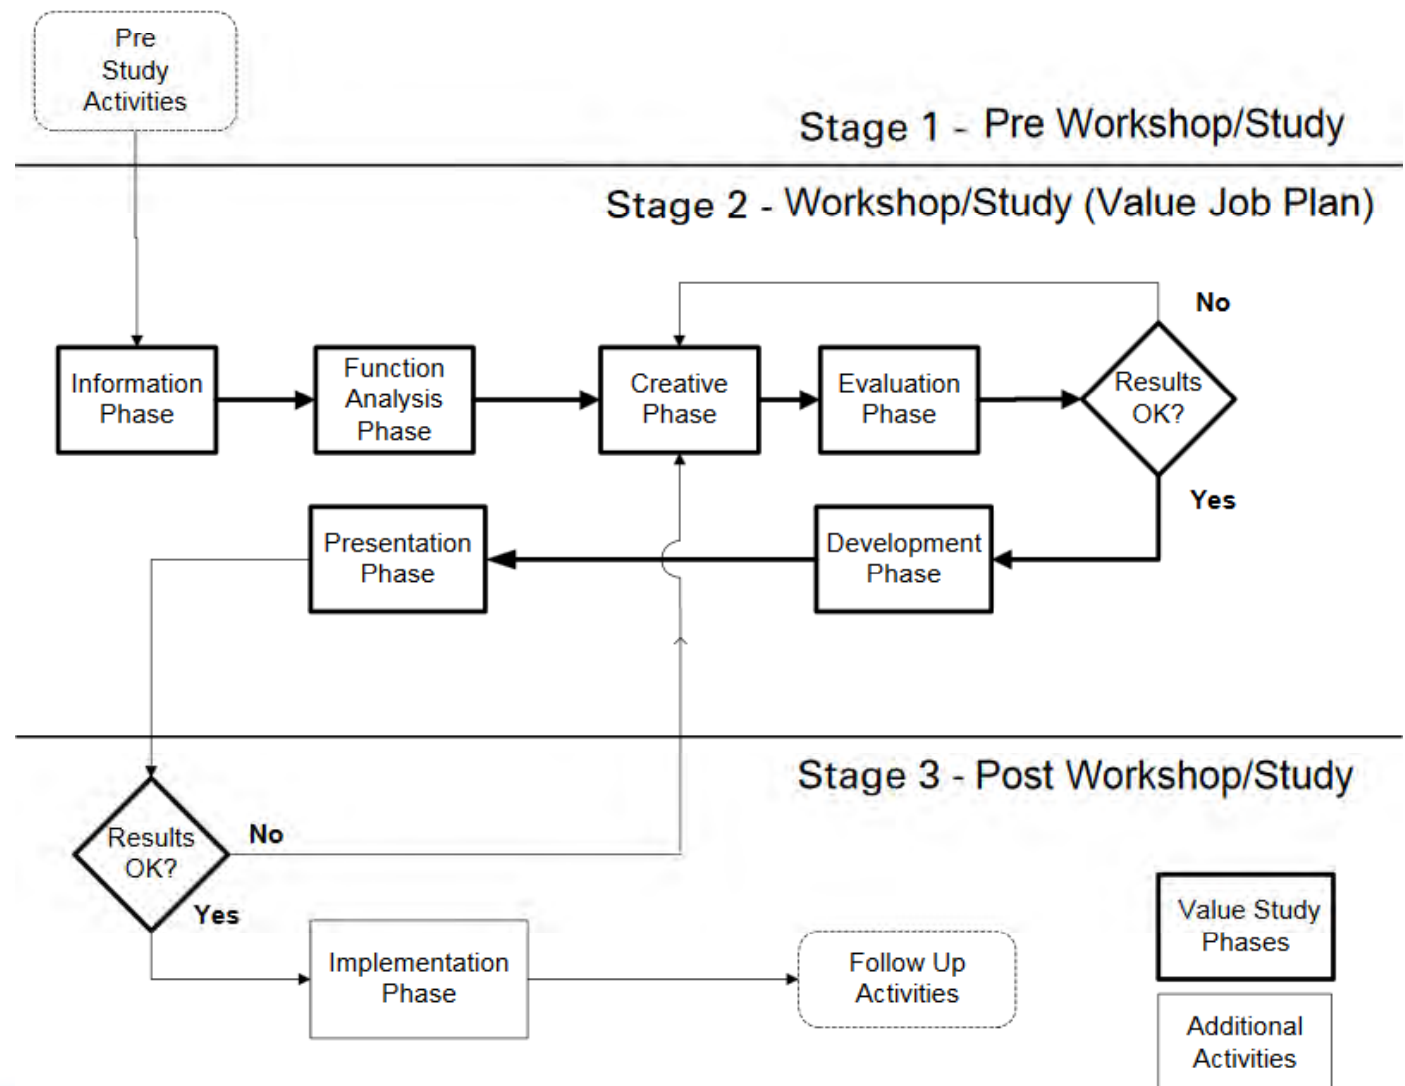 Pre
Study
Activities
Stage 1 - Pre Workshop/Study
Stage 2 - Workshop/Study (Value Job Plan)
No
Information
Phase
Function
Analysis
Phase
Creative
Phase
Evaluation
Phase
Results
OK?
Yes
Presentation
Phase
Development
Phase
Stage 3 - Post Workshop/Study
Results
OK?
No
Yes
Implementation
Phase
Follow Up
Activities
Value Study
Phases
Additional
Activities